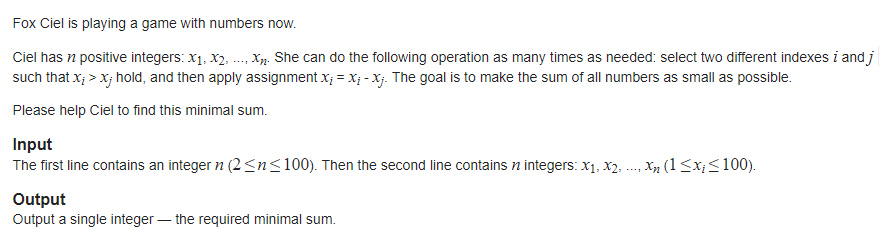 Fox Ciel is playing a game with numbers now.
Ciel has n positive integers: x1, x2, ..., xn. She can do the following operation as many times as needed: select two different indexes i and j
such that xi > xj hold, and then apply assignment xi = xi - xj. The goal is to make the sum of all numbers as small as possible.
Please help Ciel to find this minimal sum.
Input
The first line contains an integer n (2≤n≤100). Then the second line contains n integers: x1, x2, ..., xn (1≤xi≤100).
Output
Output a single integer — the required minimal sum.